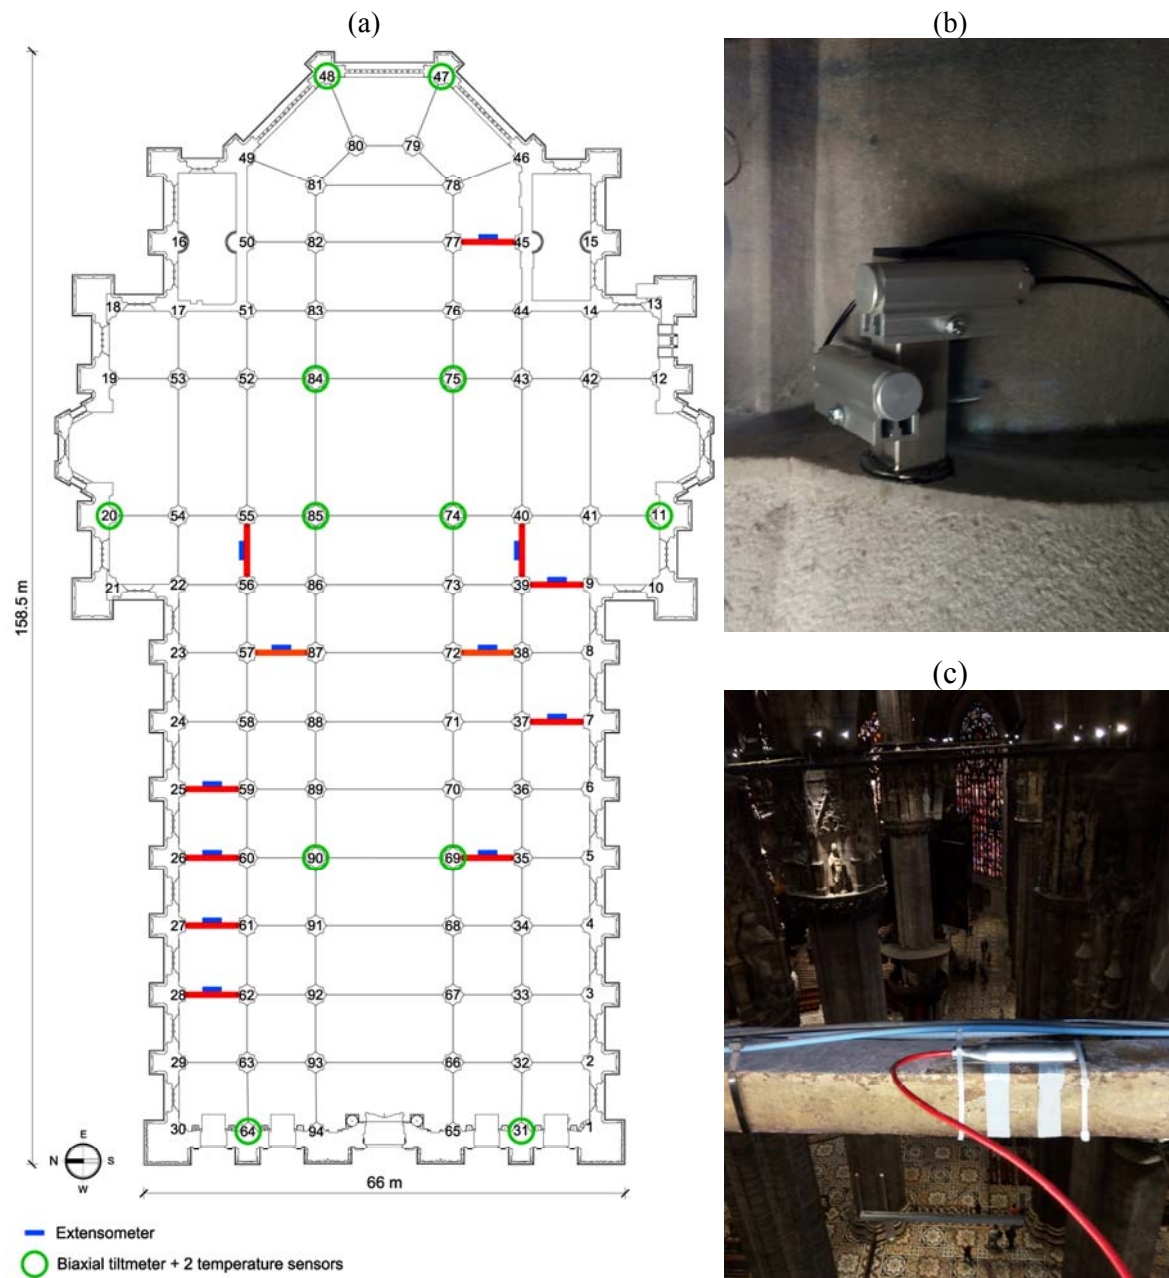 (a)
(b)
48 47
80 79
49 46
81 78
16 50 82 77 45 15
18 17 51 83 76 44 14 13
19 53 52 84 75 43 42 12
20 54 55 85 74 40 41 11
21 22 56 86 73 39 9 10
23 57 87 72 38 8
24 58 88 71 37 7
25 59 89 70 36 6
26 60 90 69 35 5
27 61 91 68 34 4
28 62 92 67 33 3
29 63 93 66 32 2
30 64 94 65 31 1
158.5 m
E
N S
W
66 m
Extensometer
Biaxial tiltmeter + 2 temperature sensors
(c)